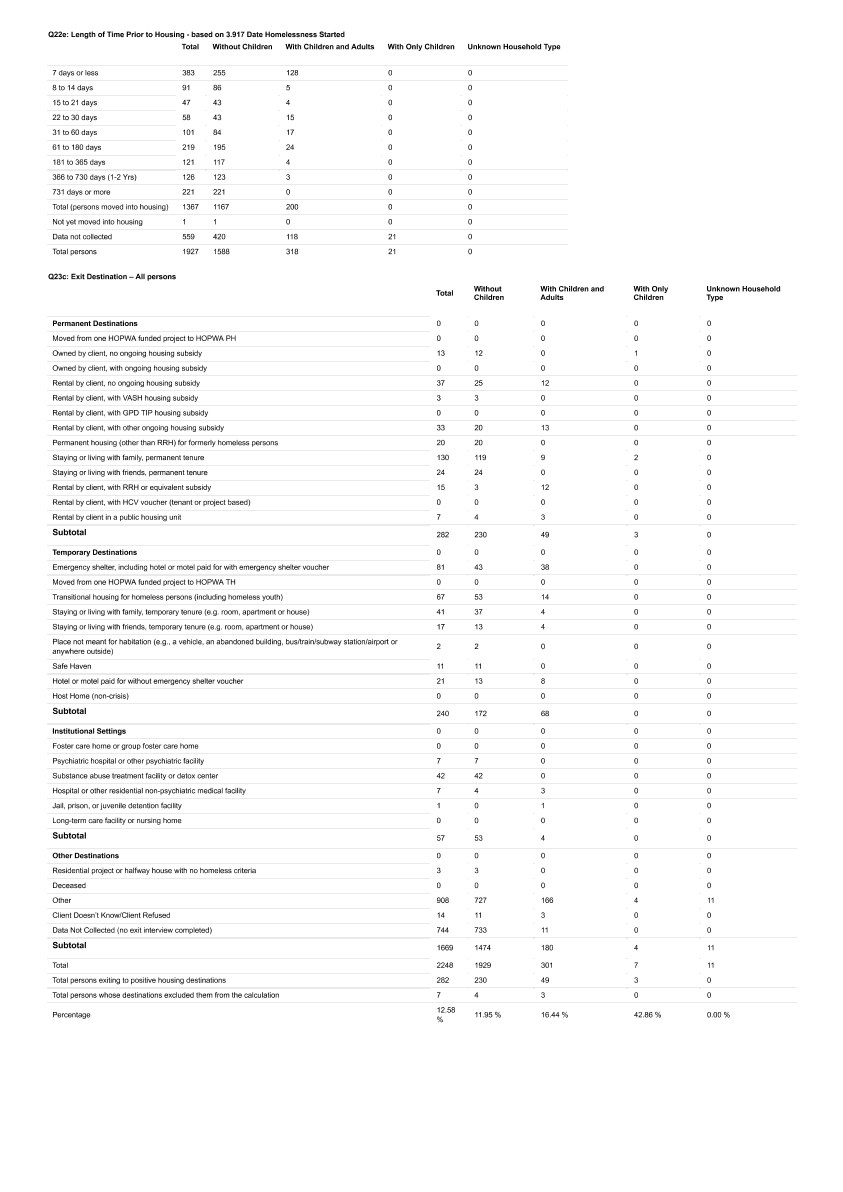 Q22e: Length of Time Prior to Housing - based on 3.917 Date Homelessness Started
Total Without Children With Children and Adults With Only Children Unknown Household Type
7 days or less 383 255 128 0 0
8 to 14 days 91 86 5 0 0
15 to 21 days 47 43 4 0 0
22 to 30 days 58 43 15 0 0
31 to 60 days 101 84 17 0 0
61 to 180 days 219 195 24 0 0
181 to 365 days 121 117 4 0 0
366 to 730 days (1-2 Yrs) 126 123 3 0 0
731 days or more 221 221 0 0 0
Total (persons moved into housing) 1367 1167 200 0 0
Not yet moved into housing 1 1 0 0 0
Data not collected 559 420 118 21 0
Total persons 1927 1588 318 21 0
Q23c: Exit Destination – All persons
Total Without Children With Children and Adults With Only Children Unknown Household Type
Permanent Destinations 0 0 0 0 0
Moved from one HOPWA funded project to HOPWA PH 0 0 0 0 0
Owned by client, no ongoing housing subsidy 13 12 0 1 0
Owned by client, with ongoing housing subsidy 0 0 0 0 0
Rental by client, no ongoing housing subsidy 37 25 12 0 0
Rental by client, with VASH housing subsidy 3 3 0 0 0
Rental by client, with GPD TIP housing subsidy 0 0 0 0 0
Rental by client, with other ongoing housing subsidy 33 20 13 0 0
Permanent housing (other than RRH) for formerly homeless persons 20 20 0 0 0
Staying or living with family, permanent tenure 130 119 9 2 0
Staying or living with friends, permanent tenure 24 24 0 0 0
Rental by client, with RRH or equivalent subsidy 15 3 12 0 0
Rental by client, with HCV voucher (tenant or project based) 0 0 0 0 0
Rental by client in a public housing unit 7 4 3 0 0
Subtotal 282 230 49 3 0
Temporary Destinations 0 0 0 0 0
Emergency shelter, including hotel or motel paid for with emergency shelter voucher 81 43 38 0 0
Moved from one HOPWA funded project to HOPWA TH 0 0 0 0 0
Transitional housing for homeless persons (including homeless youth) 67 53 14 0 0
Staying or living with family, temporary tenure (e.g. room, apartment or house) 41 37 4 0 0
Staying or living with friends, temporary tenure (e.g. room, apartment or house) 17 13 4 0 0
Place not meant for habitation (e.g., a vehicle, an abandoned building, bus/train/subway station/airport or
anywhere outside) 2 2 0 0 0
Safe Haven 11 11 0 0 0
Hotel or motel paid for without emergency shelter voucher 21 13 8 0 0
Host Home (non-crisis) 0 0 0 0 0
Subtotal 240 172 68 0 0
Institutional Settings 0 0 0 0 0
Foster care home or group foster care home 0 0 0 0 0
Psychiatric hospital or other psychiatric facility 7 7 0 0 0
Substance abuse treatment facility or detox center 42 42 0 0 0
Hospital or other residential non-psychiatric medical facility 7 4 3 0 0
Jail, prison, or juvenile detention facility 1 0 1 0 0
Long-term care facility or nursing home 0 0 0 0 0
Subtotal 57 53 4 0 0
Other Destinations 0 0 0 0 0
Residential project or halfway house with no homeless criteria 3 3 0 0 0
Deceased 0 0 0 0 0
Other 908 727 166 4 11
Client Doesn't Know/Client Refused 14 11 3 0 0
Data Not Collected (no exit interview completed) 744 733 11 0 0
Subtotal 1669 1474 180 4 11
Total 2248 1929 301 7 11
Total persons exiting to positive housing destinations 282 230 49 3 0
Total persons whose destinations excluded them from the calculation 7 4 3 0 0
Percentage 12.58 % 11.95 % 16.44 % 42.86 % 0.00 %